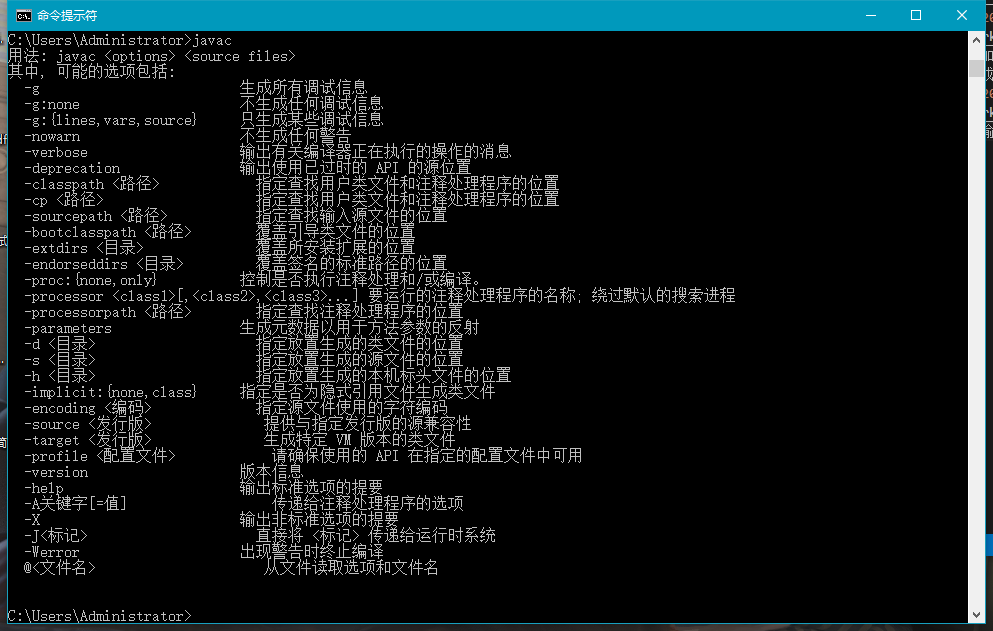 命令提示符
C:\Users\Administrator>javac
用法: javac <options> <source files>
其中, 可能的选项包括:
-g 生成所有调试信息
-g:none 不生成任何调试信息
-g:{lines,vars,source} 只生成某些调试信息
-nowarn 不生成任何警告
-verbose 输出有关编译器正在执行的操作的消息
-deprecation 输出使用已过时的 API 的源位置
-classpath <路径> 指定查找用户类文件和注释处理程序的位置
-cp <路径> 指定查找用户类文件和注释处理程序的位置
-sourcepath <路径> 指定查找输入源文件的位置
-bootclasspath <路径> 覆盖引导类文件的位置
-extdirs <目录> 覆盖所安装扩展的位置
-endorseddirs <目录> 覆盖签名的标准路径的位置
-proc:{none,only} 控制是否执行注释处理和/或编译。
-processor <class1>[,<class2>,<class3>...] 要运行的注释处理程序的名称; 绕过默认的搜索进程
-processorpath <路径> 指定查找注释处理程序的位置
-parameters 生成元数据以用于方法参数的反射
-d <目录> 指定放置生成的类文件的位置
-s <目录> 指定放置生成的源文件的位置
-h <目录> 指定放置生成的本机标头文件的位置
-implicit:{none,class} 指定是否为隐式引用文件生成类文件
-encoding <编码> 指定源文件使用的字符编码
-source <发行版> 提供与指定发行版的源兼容性
-target <发行版> 生成特定 VM 版本的类文件
-profile <配置文件> 请确保使用的 API 在指定的配置文件中可用
-version 版本信息
-help 输出标准选项的提要
-A关键字[=值] 传递给注释处理程序的选项
-X 输出非标准选项的提要
-J<标记> 直接将 <标记> 传递给运行时系统
-Werror 出现警告时终止编译
@<文件名> 从文件读取选项和文件名
C:\Users\Administrator>